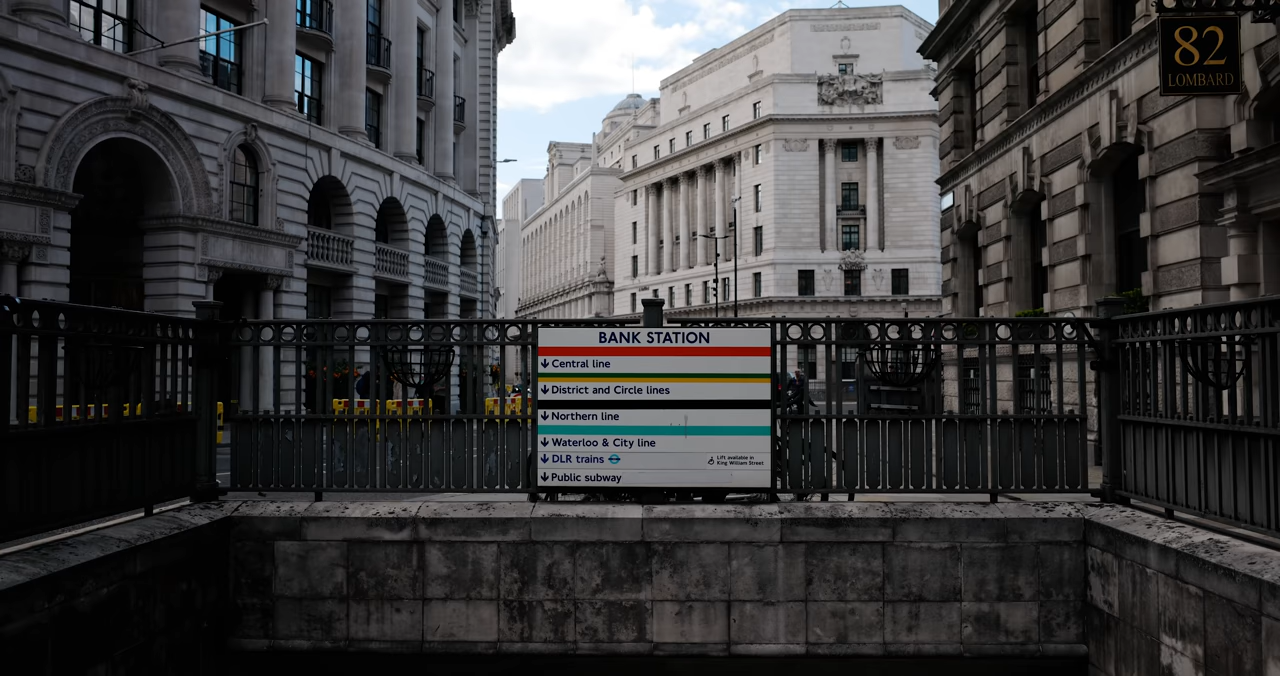 82
LOMBARD
BANK STATION
↓ Central line
↓ District and Circle lines
↓ Northern line
↓ Waterloo & City line
↓ DLR trains
Lift available in
King William Street
↓ Public subway